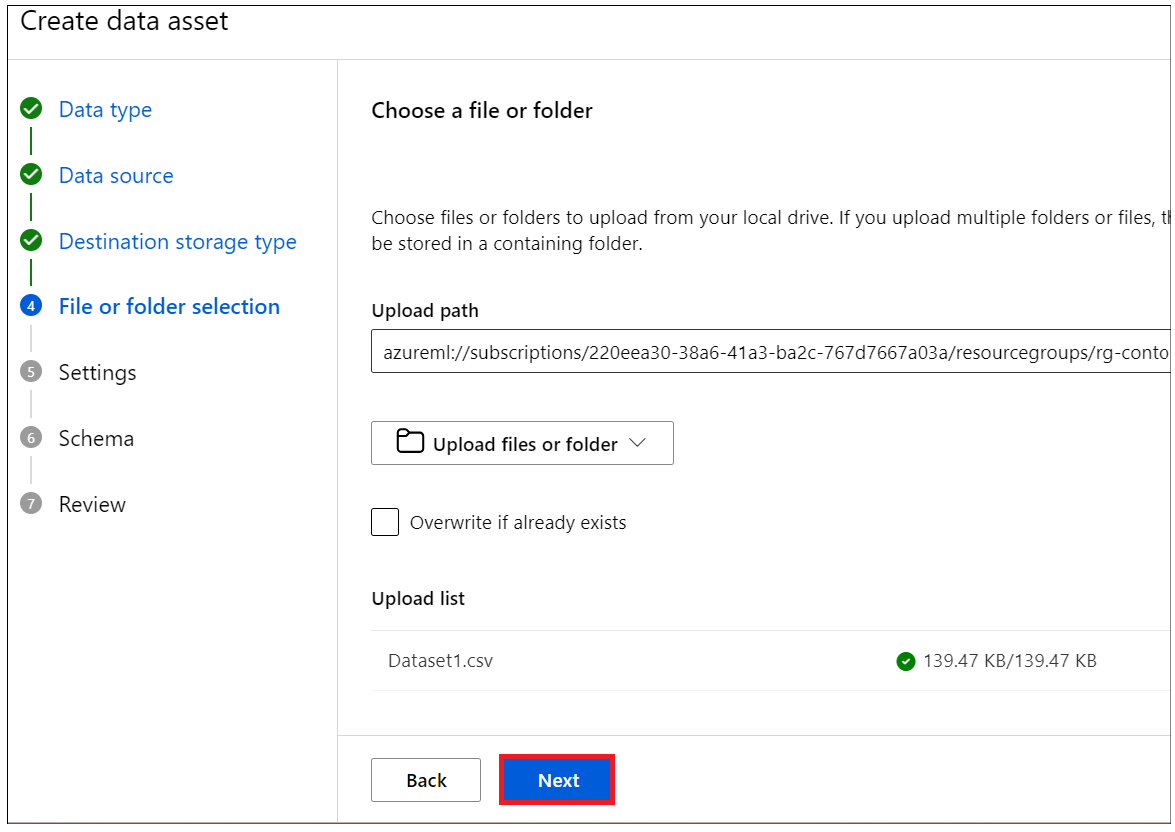 Create data asset
Data type
Data source
Destination storage type
4 File or folder selection
5 Settings
6 Schema
7 Review
Choose a file or folder
Choose files or folders to upload from your local drive. If you upload multiple folders or files,
be stored in a containing folder.
Upload path
azureml://subscriptions/220eea30-38a6-41a3-ba2c-767d7667a03a/resourcegroups/rg-conto
Upload files or folder
Overwrite if already exists
Upload list
Dataset1.csv 139.47 KB/139.47 KB
Back Next